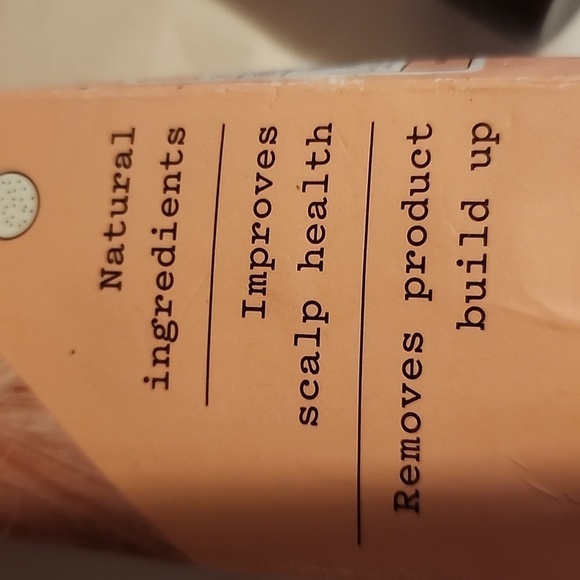 Natural
ingredients
Improves
scalp health
Removes product
build up